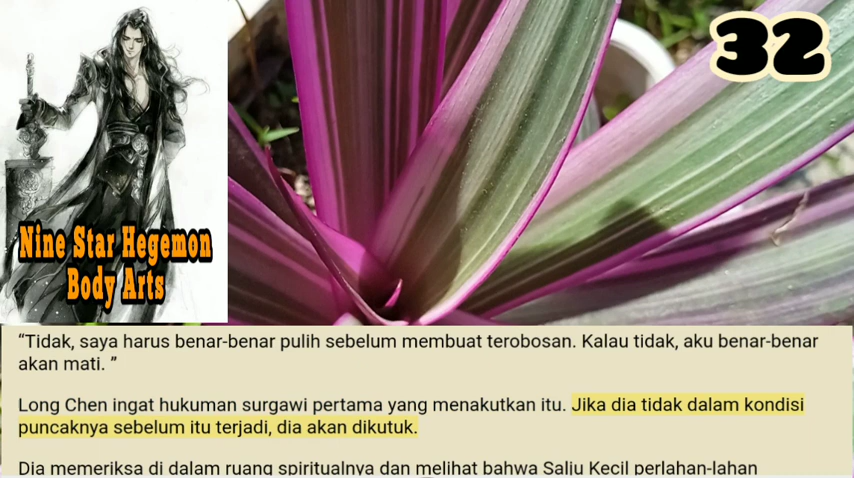 32
Nine Star Hegemon
Body Arts
“Tidak, saya harus benar-benar pulih sebelum membuat terobosan. Kalau tidak, aku benar-benar
akan mati. ”
Long Chen ingat hukuman surgawi pertama yang menakutkan itu. Jika dia tidak dalam kondisi
puncaknya sebelum itu terjadi, dia akan dikutuk.
Dia memeriksa di dalam ruang spiritualnya dan melihat bahwa Salju Kecil perlahan-lahan